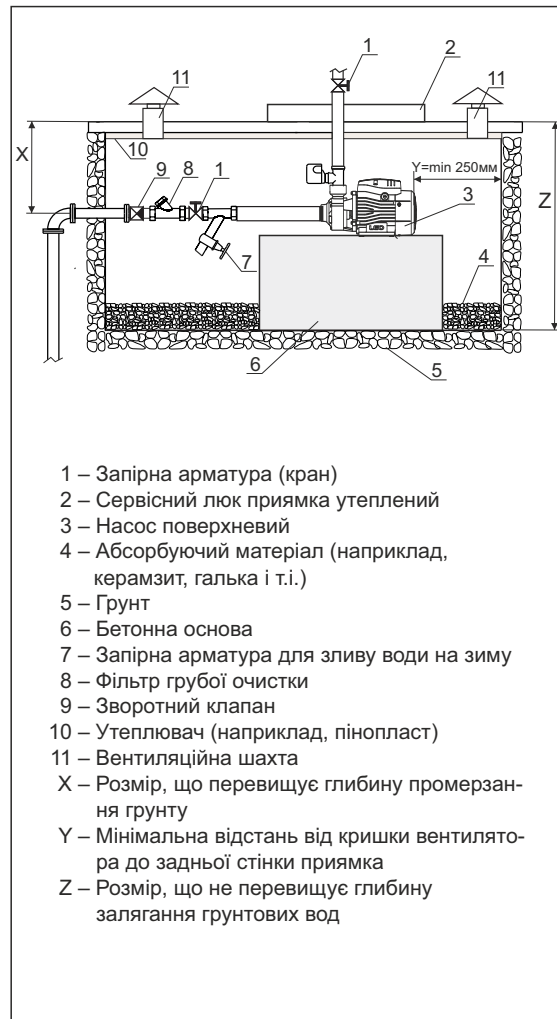 1
2
11
11
X
10
9
8
1
Y=min 250мм
3
Z
7
4
LEO
6
5
1 – Запірна арматура (кран)
2 – Сервісний люк приямка утеплений
3 – Насос поверхневий
4 – Абсорбуючий матеріал (наприклад,
керамзит, галька і т.і.)
5 – Грунт
6 – Бетонна основа
7 – Запірна арматура для зливу води на зиму
8 – Фільтр грубої очистки
9 – Зворотний клапан
10 – Утеплювач (наприклад, пінопласт)
11 – Вентиляційна шахта
X – Розмір, що перевищує глибину промерзан-
ня грунту
Y – Мінімальна відстань від кришки вентилято-
ра до задньої стінки приямка
Z – Розмір, що не перевищує глибину
залягання грунтових вод